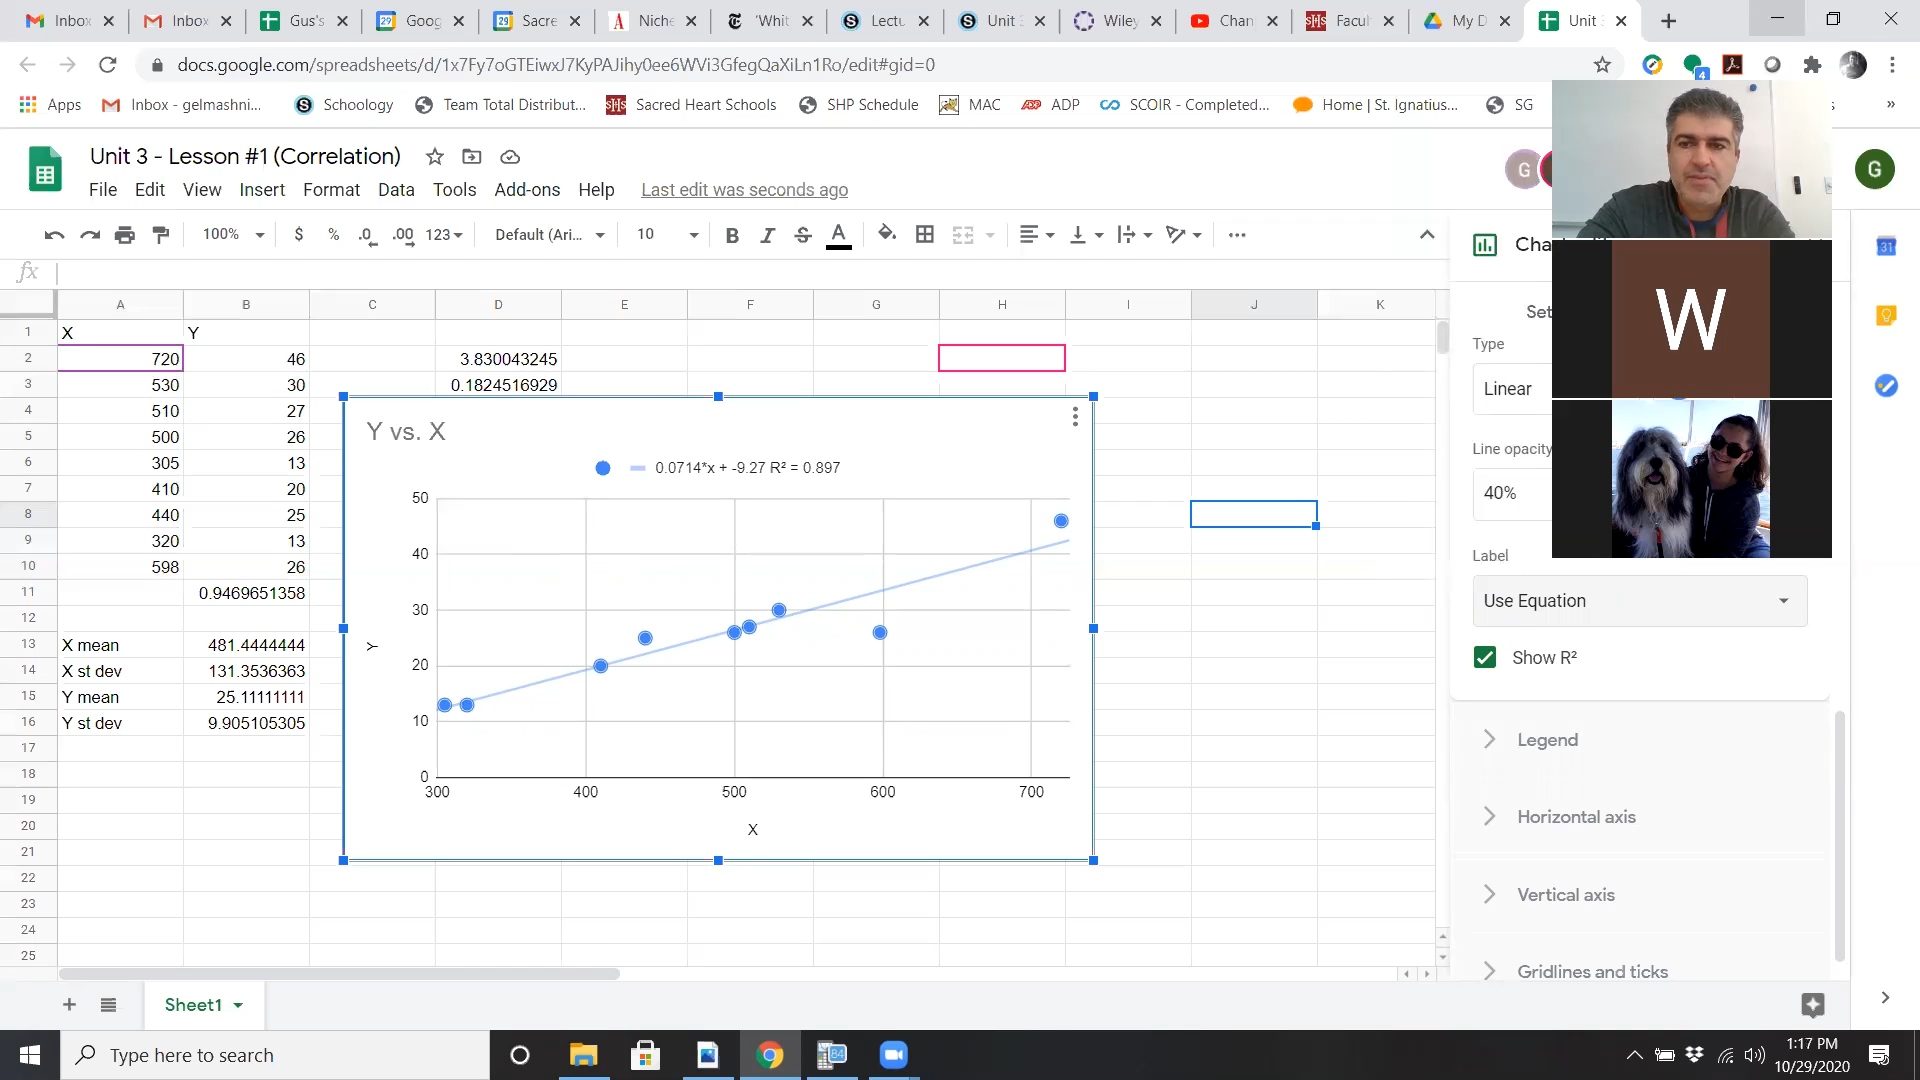 Inbox
Inbox
Gus's
Goog
Sacre
Niche
'Whit
Lectu
Unit
Wiley
Chan
Facul
My D
Unit
docs.google.com/spreadsheets/d/1x7Fy7oGTEiwxJ7KyPAJihy0ee6WVi3GfegQaXiLn1Ro/edit#gid=0
4
Apps
Inbox - gelmashni...
Schoology
Team Total Distribut...
Sacred Heart Schools
SHP Schedule
MAC
ADP
SCOIR - Completed...
Home | St. Ignatius...
SG
»
Unit 3 - Lesson #1 (Correlation)
File Edit View Insert Format Data Tools Add-ons Help Last edit was seconds ago
G
G
100% $ % .0 .00 123 Default (Ari... 10 B I S A
fx
A B C D E F G H I J K
1 X Y
2 720 46 3.830043245
3 530 30 0.1824516929
4 510 27
5 500 26
6 305 13
7 410 20
8 440 25
9 320 13
10 598 26
11 0.9469651358
12
13 X mean 481.4444444
14 X st dev 131.3536363
15 Y mean 25.11111111
16 Y st dev 9.905105305
17
18
19
20
21
22
23
24
25
Y vs. X
0.0714*x + -9.27 R² = 0.897
50
40
30
20
10
0
Y
300 400 500 600 700
X
Cha
Set
Type
Linear
Line opacity
40%
Label
Use Equation
Show R²
Legend
Horizontal axis
Vertical axis
Gridlines and ticks
W
31
Sheet1
Type here to search
1:17 PM
10/29/2020